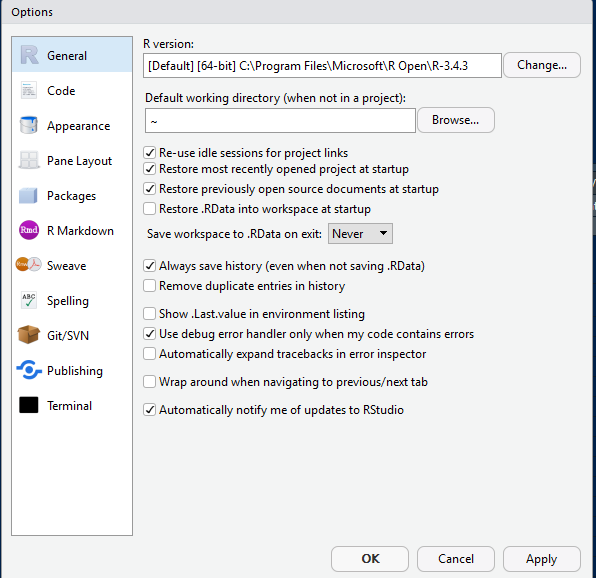 Options
General
Code
Appearance
Pane Layout
Packages
R Markdown
Sweave
Spelling
Git/SVN
Publishing
Terminal
R version:
[Default] [64-bit] C:\Program Files\Microsoft\R Open\R-3.4.3
Change...
Default working directory (when not in a project):
~
Browse...
Re-use idle sessions for project links
Restore most recently opened project at startup
Restore previously open source documents at startup
Restore .RData into workspace at startup
Save workspace to .RData on exit: Never
Always save history (even when not saving .RData)
Remove duplicate entries in history
Show .Last.value in environment listing
Use debug error handler only when my code contains errors
Automatically expand tracebacks in error inspector
Wrap around when navigating to previous/next tab
Automatically notify me of updates to RStudio
OK Cancel Apply